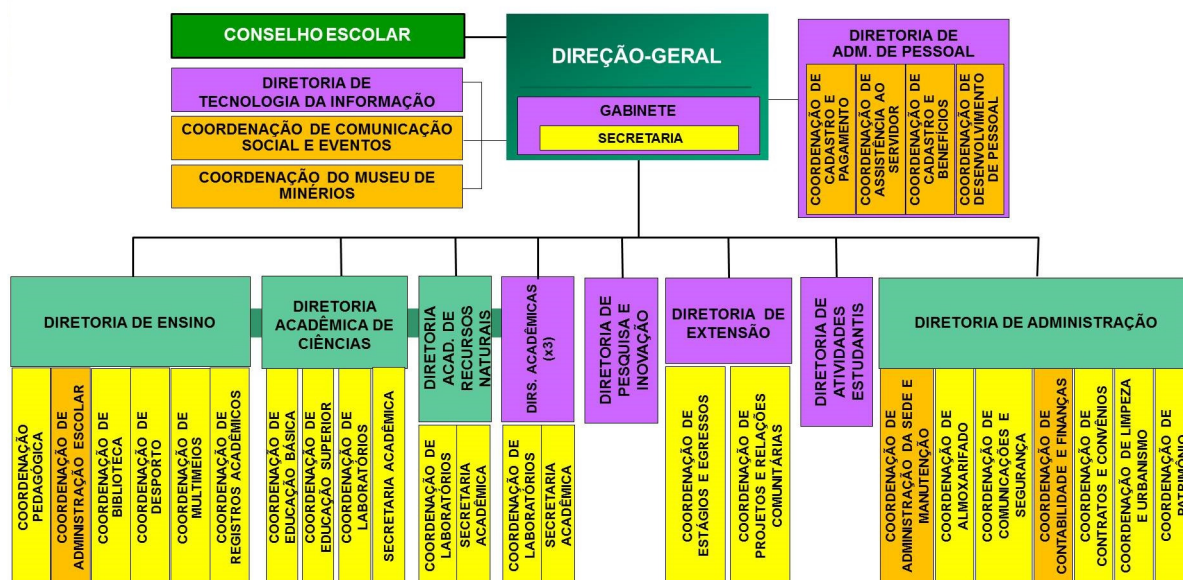 CONSELHO ESCOLAR
DIRETORIA DE
TECNOLOGIA DA INFORMAÇÃO
COORDENAÇÃO DE COMUNICAÇÃO
SOCIAL E EVENTOS
COORDENAÇÃO DO MUSEU DE
MINÉRIOS
DIREÇÃO-GERAL
GABINETE
SECRETARIA
DIRETORIA DE
ADM. DE PESSOAL
COORDENAÇÃO DE
CADASTRO E
PAGAMENTO
COORDENAÇÃO DE
ASSISTÊNCIA AO
SERVIDOR
COORDENAÇÃO DE
CADASTRO E
BENEFÍCIOS
COORDENAÇÃO DE
DESENVOLVIMENTO
DE PESSOAL
DIRETORIA DE ENSINO
COORDENAÇÃO
PEDAGÓGICA
COORDENAÇÃO DE
ADMINISTRAÇÃO ESCOLAR
COORDENAÇÃO DE
BIBLIOTECA
COORDENAÇÃO DE
DESPORTO
COORDENAÇÃO DE
MULTIMEIOS
COORDENAÇÃO DE
REGISTROS ACADÊMICOS
DIRETORIA
ACADÊMICA DE
CIÊNCIAS
COORDENAÇÃO DE
EDUCAÇÃO BÁSICA
COORDENAÇÃO DE
EDUCAÇÃO SUPERIOR
COORDENAÇÃO DE
LABORATÓRIOS
SECRETARIA ACADÊMICA
DIRETORIA
ACAD. DE
RECURSOS
NATURAIS
COORDENAÇÃO DE
LABORATÓRIOS
SECRETARIA
ACADÊMICA
DIRS. ACADÊMICAS
(x3)
COORDENAÇÃO DE
LABORATÓRIOS
SECRETARIA
ACADÊMICA
DIRETORIA DE
PESQUISA E
INOVAÇÃO
DIRETORIA DE
EXTENSÃO
COORDENAÇÃO DE
ESTÁGIOS E EGRESSOS
COORDENAÇÃO DE
PROJETOS E RELAÇÕES
COMUNITÁRIAS
DIRETORIA DE
ATIVIDADES
ESTUDANTIS
DIRETORIA DE ADMINISTRAÇÃO
COORDENAÇÃO DE
ADMINISTRAÇÃO DA SEDE E
MANUTENÇÃO
COORDENAÇÃO DE
ALMOXARIFADO
COORDENAÇÃO DE
COMUNICAÇÕES E
SEGURANÇA
COORDENAÇÃO DE
CONTABILIDADE E FINANÇAS
COORDENAÇÃO DE
CONTRATOS E CONVÊNIOS
COORDENAÇÃO DE LIMPEZA
E URBANISMO
COORDENAÇÃO DE
PATRIMÔNIO